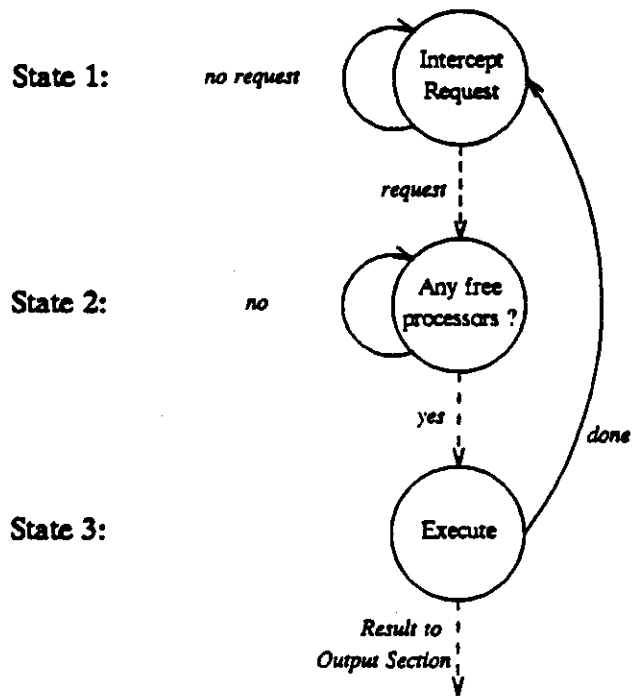 State 1:
no request
Intercept
Request
request
State 2:
no
Any free
processors ?
yes
done
State 3:
Execute
Result to
Output Section